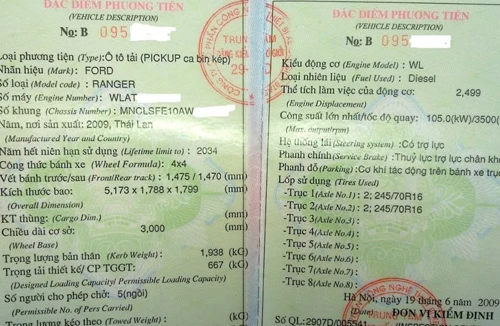 ĐẶC ĐIỂM PHƯƠNG TIỆN
(VEHICLE DESCRIPTION)
Nọ: B 095
Loại phương tiện (Type): Ô tô tải (PICKUP ca bin kép)
Nhãn hiệu (Mark): FORD
Số loại (Model code) : RANGER
Số máy (Engine Number) : WLAT
Số khung (Chassis Number) : MNCLSFE10AW
Năm, nơi sản xuất: 2009, Thái Lan
(Manufactured Year and Country)
Năm hết niên hạn sử dụng (Lifetime limit to) : 2034
Công thức bánh xe (Wheel Formula): 4x4
Vết bánh trước/sau (Front/Rear track) : 1,475 / 1,470 (mm)
Kích thước bao: 5,173 x 1,788 x 1,799 (mm)
(Overall Dimension)
KT thùng: (Cargo Dim.) (mm)
Chiều dài cơ sở: 3,000 (mm)
(Wheel Base)
Trọng lượng bản thân (Kerb Weight) : 1,938 (kG)
Trọng tải thiết kế/ CP TGGT: 667 (kG)
(Designed Loading Capacity/ Permissible Loading Capacity)
Số người cho phép chở: 5(ngồi)
(Permissible No. of Pers Carried)
Trọng lượng kéo theo (Towed Weight) : (kG)
ĐẶC ĐIỂM PHƯƠNG TIỆN
(VEHICLE DESCRIPTION)
Nọ: B 095
Kiểu động cơ (Engine Model) : WL
Loại nhiên liệu (Fuel Used) : Diesel
Thể tích làm việc của động cơ: 2,499
(Engine Displacement)
Công suất lớn nhất/tốc độ quay: 105.0(kW)/3500(
(Max. output/rpm)
Hệ thống lái (Steering system) : Có trợ lực
Phanh chính(Service Brake) : Thuỷ lực trợ lực chân khô
Phanh đỗ (Parking) : Cơ khí tác động trên bánh xe trục
Lốp sử dụng (Tires Used)
-Trục 1(Axle No.1) : 2; 245/70R16
-Trục 2(Axle No.2) : 2; 245/70R16
-Trục 3(Axle No.3) :
-Trục 4(Axle No.4) :
-Trục 5(Axle No.5) :
-Trục 6(Axle No.6) :
-Trục 7(Axle No.7) :
-Trục 8(Axle No.8) :
Hà Nội, ngày 19 tháng 6 năm 2009
(Date)
ĐƠN VỊ KIỂM ĐỊNH
Số QL: 2907D/005541